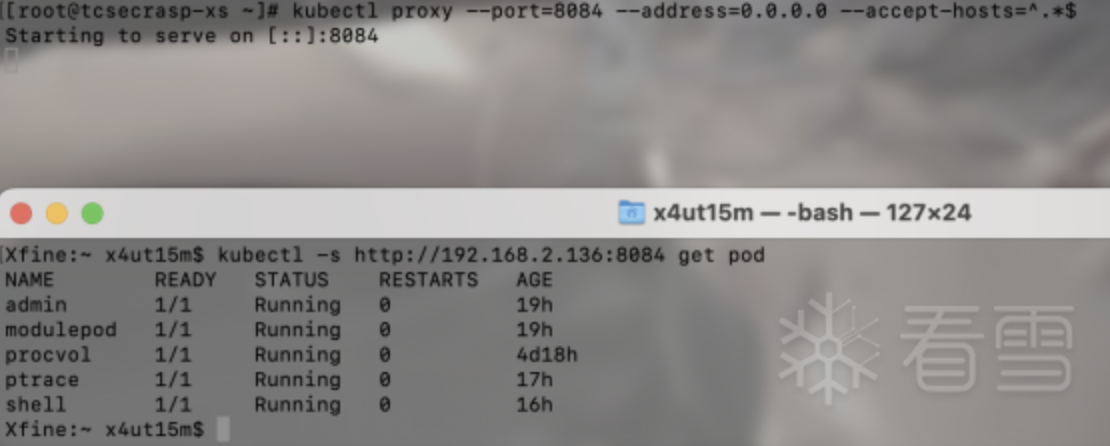 [[root@tcsecrasp-xs ~]# kubectl proxy --port=8084 --address=0.0.0.0 --accept-hosts=^.*$
Starting to serve on [::]:8084
x4ut15m — -bash — 127×24
[Xfine:~ x4ut15m$ kubectl -s http://192.168.2.136:8084 get pod
NAME READY STATUS RESTARTS AGE
admin 1/1 Running 0 19h
modulepod 1/1 Running 0 19h
procvol 1/1 Running 0 4d18h
ptrace 1/1 Running 0 17h
shell 1/1 Running 0 16h
Xfine:~ x4ut15m$
看雪